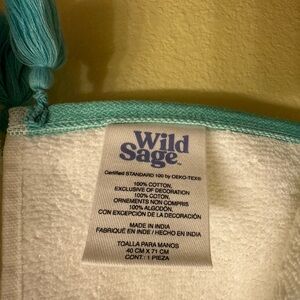 Wild
Sage™
Certified STANDARD 100 by OEKO-TEX®
100% COTTON,
EXCLUSIVE OF DECORATION
100% COTON,
ORNEMENTS NON COMPRIS
100% ALGODÓN,
CON EXCEPCIÓN DE LA DECORACIÓN
MADE IN INDIA
FABRIQUÉ EN INDE / HECHO EN INDIA
TOALLA PARA MANOS
40 CM X 71 CM
CONT.: 1 PIEZA